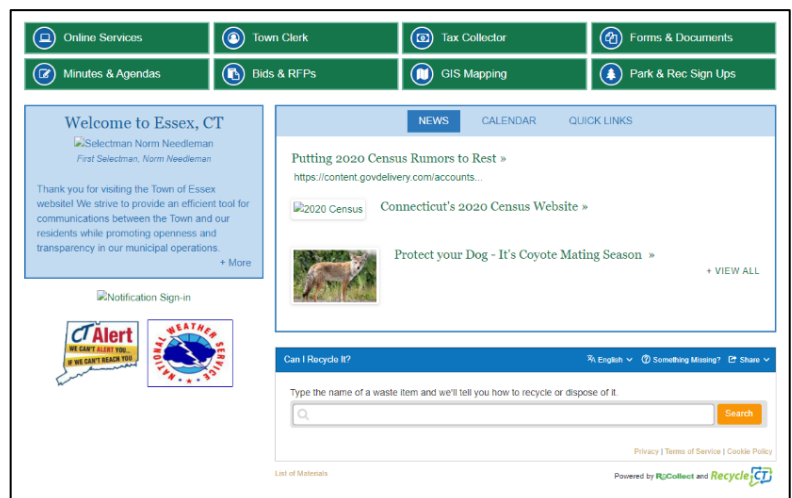 Online Services
Town Clerk
Tax Collector
Forms & Documents
Minutes & Agendas
Bids & RFPs
GIS Mapping
Park & Rec Sign Ups
Welcome to Essex, CT
Selectman Norm Needleman
First Selectman, Norm Needleman
Thank you for visiting the Town of Essex
website! We strive to provide an efficient tool for
communications between the Town and our
residents while promoting openness and
transparency in our municipal operations.
+ More
Notification Sign-in
CT Alert
WE CAN'T ALERT YOU...
IF WE CAN'T REACH YOU
NATIONAL WEATHER SERVICE
NEWS CALENDAR QUICK LINKS
Putting 2020 Census Rumors to Rest »
https://content.govdelivery.com/accounts...
2020 Census
Connecticut's 2020 Census Website »
Protect your Dog - It's Coyote Mating Season »
+ VIEW ALL
Can I Recycle It?
English
Something Missing?
Share
Type the name of a waste item and we'll tell you how to recycle or dispose of it.
Search
Privacy | Terms of Service | Cookie Policy
List of Materials
Powered by ReCollect and RecycleCT